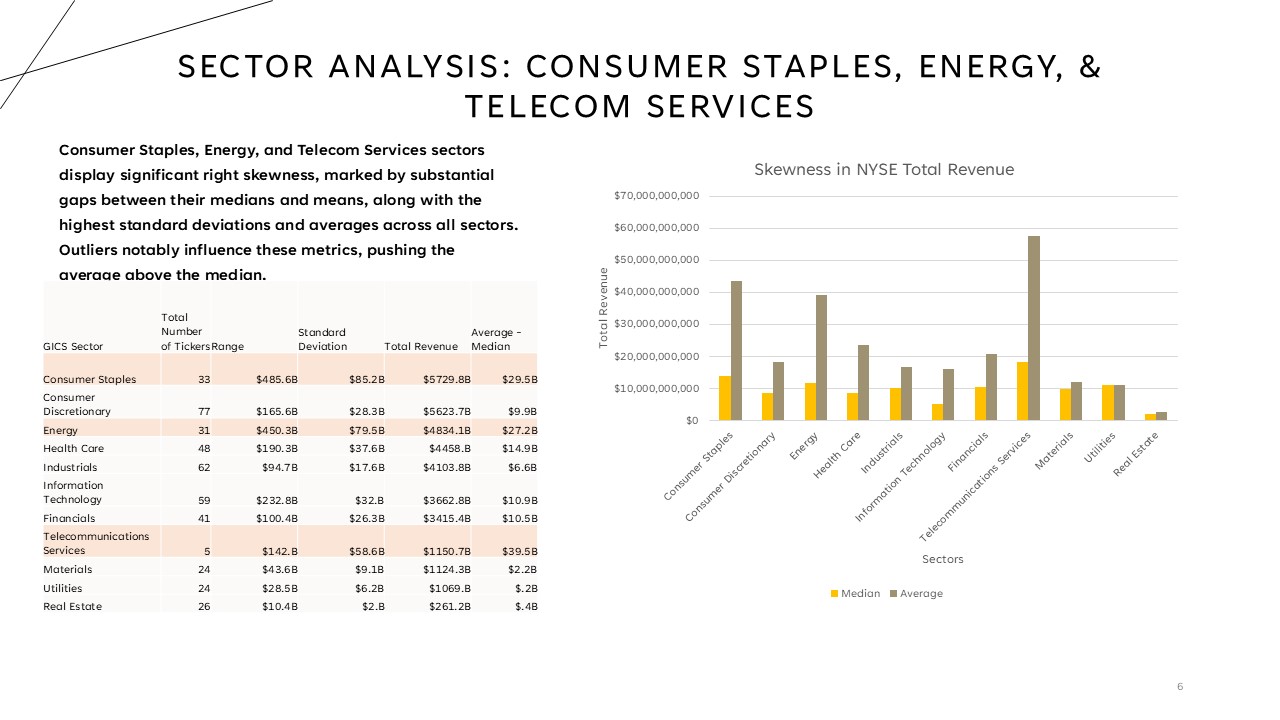 SECTOR ANALYSIS: CONSUMER STAPLES, ENERGY, &
TELECOM SERVICES
Consumer Staples, Energy, and Telecom Services sectors
display significant right skewness, marked by substantial
gaps between their medians and means, along with the
highest standard deviations and averages across all sectors.
Outliers notably influence these metrics, pushing the
average above the median.
GICS Sector Total Number of Tickers Range Standard Deviation Total Revenue Average - Median
Consumer Staples 33 $485.6B $85.2B $5729.8B $29.5B
Consumer Discretionary 77 $165.6B $28.3B $5623.7B $9.9B
Energy 31 $450.3B $79.5B $4834.1B $27.2B
Health Care 48 $190.3B $37.6B $4458.B $14.9B
Industrials 62 $94.7B $17.6B $4103.8B $6.6B
Information Technology 59 $232.8B $32.B $3662.8B $10.9B
Financials 41 $100.4B $26.3B $3415.4B $10.5B
Telecommunications Services 5 $142.B $58.6B $1150.7B $39.5B
Materials 24 $43.6B $9.1B $1124.3B $2.2B
Utilities 24 $28.5B $6.2B $1069.B $.2B
Real Estate 26 $10.4B $2.B $261.2B $.4B
Skewness in NYSE Total Revenue
Total Revenue
$70,000,000,000
$60,000,000,000
$50,000,000,000
$40,000,000,000
$30,000,000,000
$20,000,000,000
$10,000,000,000
$0
Consumer Staples
Consumer Discretionary
Energy
Health Care
Industrials
Information Technology
Financials
Telecommunications Services
Materials
Utilities
Real Estate
Sectors
Median Average
6